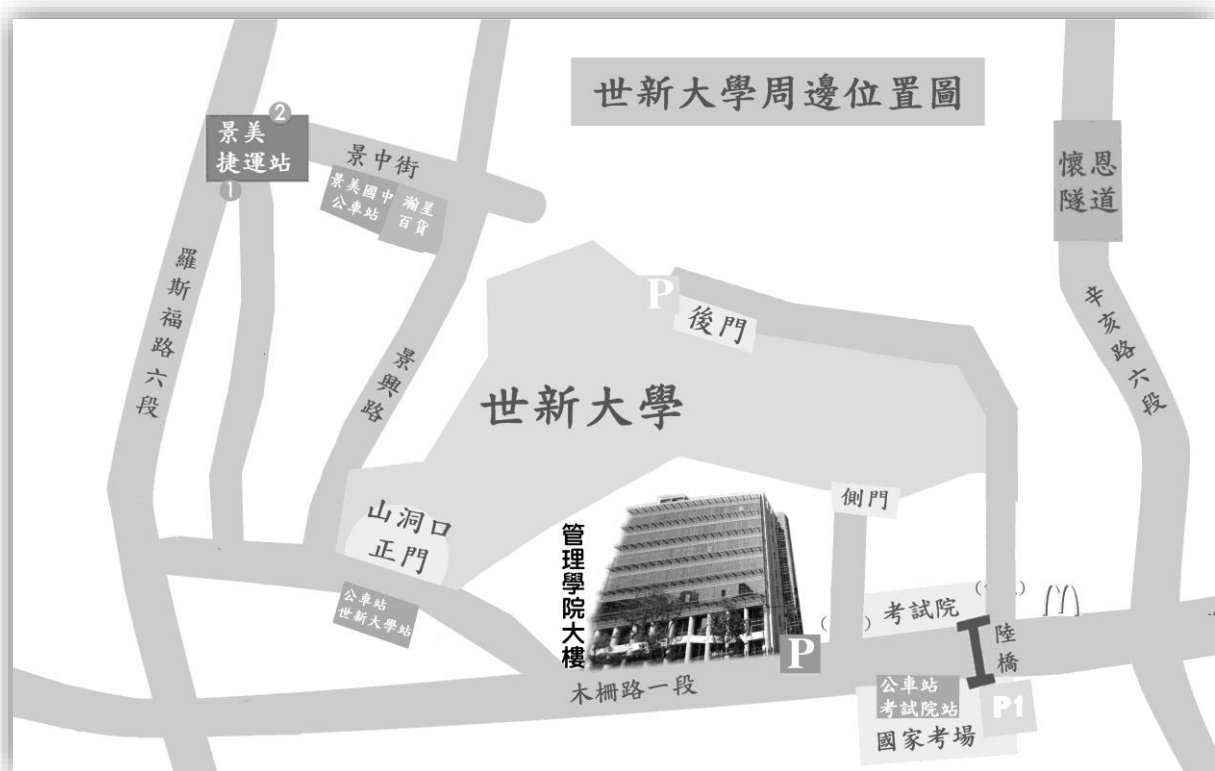 世新大學周邊位置圖
2
景美
捷運站
1
景中街
景美國中
公車站
瀚星
百貨
懷恩
隧道
羅斯福路六段
景興路
辛亥路六段
P
後門
世新大學
側門
山洞口
正門
公車站
世新大學站
管理學院大樓
P
考試院
陸橋
木柵路一段
公車站
考試院站
P1
國家考場